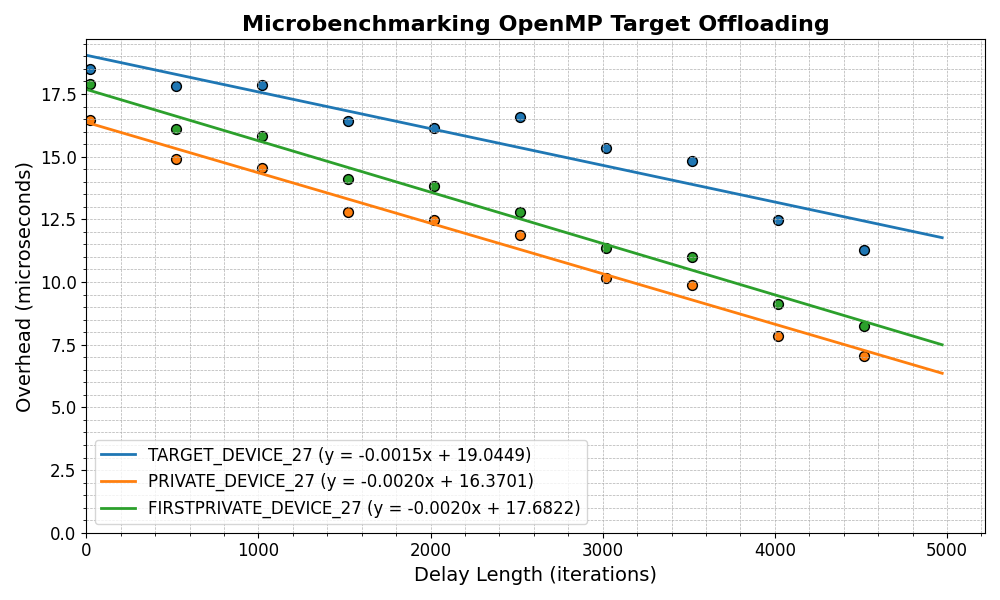 Microbenchmarking OpenMP Target Offloading
Overhead (microseconds)
17.5
15.0
12.5
10.0
7.5
5.0
2.5
0.0
TARGET_DEVICE_27 (y = -0.0015x + 19.0449)
PRIVATE_DEVICE_27 (y = -0.0020x + 16.3701)
FIRSTPRIVATE_DEVICE_27 (y = -0.0020x + 17.6822)
0 1000 2000 3000 4000 5000
Delay Length (iterations)